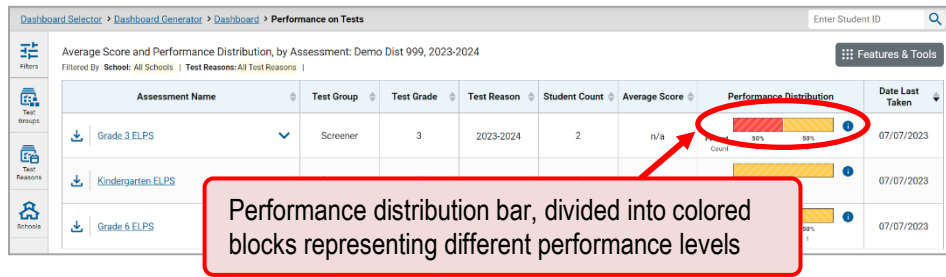 Dashboard Selector > Dashboard Generator > Dashboard > Performance on Tests
Enter Student ID
Filters
Average Score and Performance Distribution, by Assessment: Demo Dist 999, 2023-2024
Filtered By School: All Schools | Test Reasons: All Test Reasons |
Features & Tools
Test Groups
Test Reasons
Schools
Assessment Name
Test Group
Test Grade
Test Reason
Student Count
Average Score
Performance Distribution
Date Last Taken
Grade 3 ELPS
Screener
3
2023-2024
2
n/a
Percent 50% 50%
Count
07/07/2023
Kindergarten ELPS
07/07/2023
Grade 6 ELPS
50%
1
07/07/2023
Performance distribution bar, divided into colored
blocks representing different performance levels